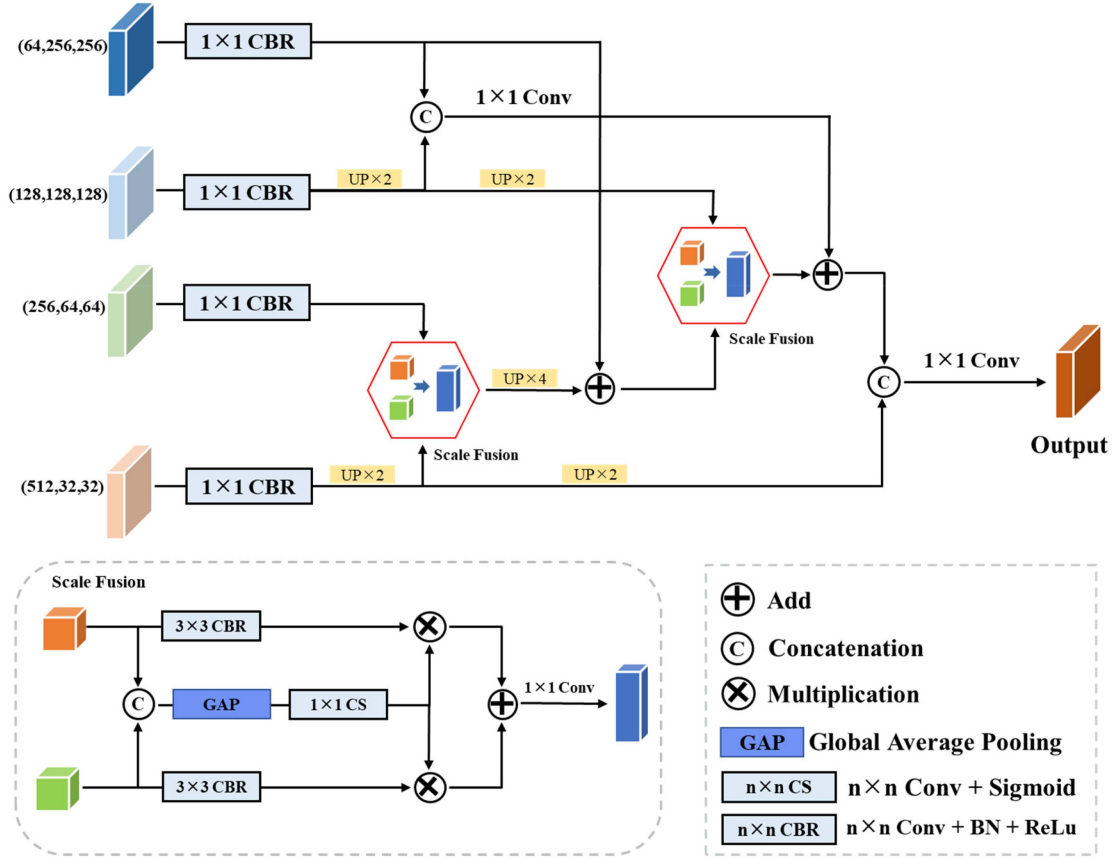 (64,256,256)
1×1 CBR
1×1 Conv
C
(128,128,128)
1×1 CBR
UP×2
UP×2
(256,64,64)
1×1 CBR
Scale Fusion
UP×4
C
1×1 Conv
Output
Scale Fusion
(512,32,32)
1×1 CBR
UP×2
UP×2
Scale Fusion
3×3 CBR
C
GAP
1×1 CS
1×1 Conv
3×3 CBR
Add
C Concatenation
Multiplication
GAP Global Average Pooling
n×n CS n×n Conv + Sigmoid
n×n CBR n×n Conv + BN + ReLu